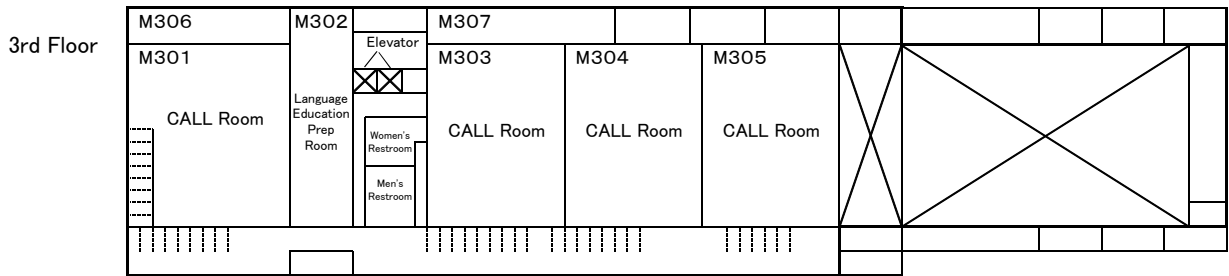 3rd Floor
M306
M302
M307
Elevator
M301
M303
M304
M305
CALL Room
Language
Education
Prep
Room
CALL Room
CALL Room
CALL Room
Women's
Restroom
Men's
Restroom